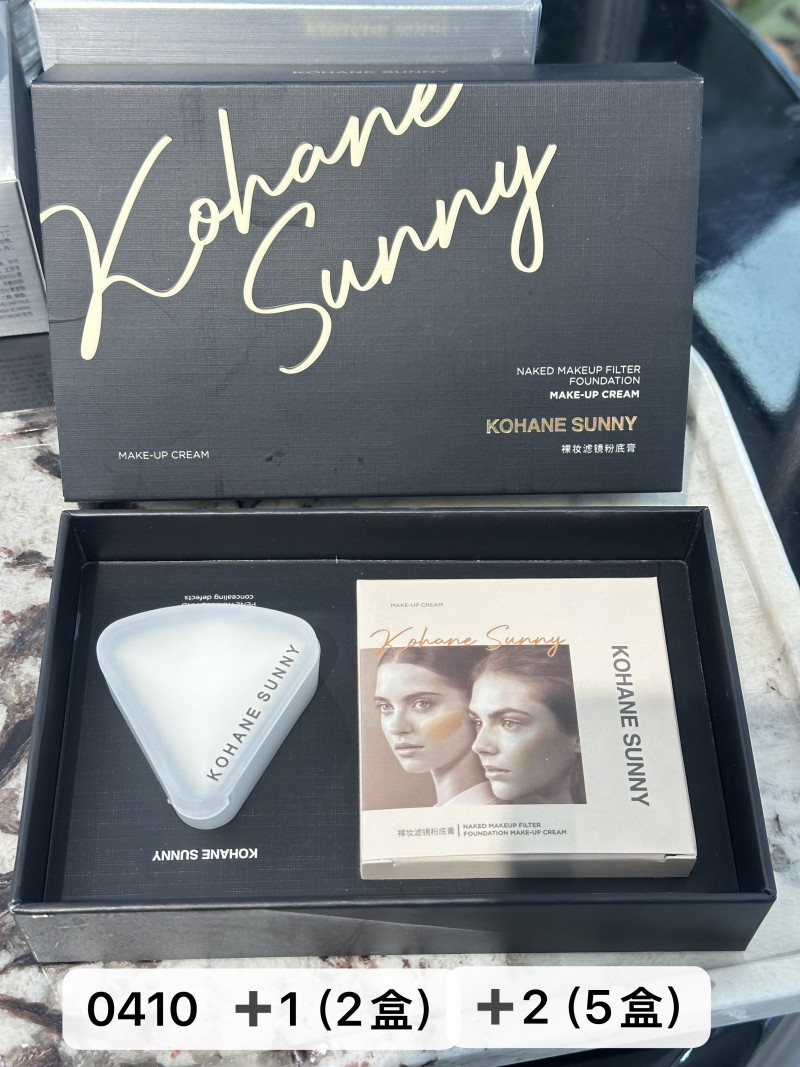 KOHANE SUNNY
Kohane
Sunny
NAKED MAKEUP FILTER
FOUNDATION
MAKE-UP CREAM
KOHANE SUNNY
裸妆滤镜粉底膏
MAKE-UP CREAM
concealing defects
KOHANE SUNNY
KOHANE SUNNY
MAKE-UP CREAM
Kohane Sunny
KOHANE SUNNY
裸妆滤镜粉底膏
NAKED MAKEUP FILTER
FOUNDATION MAKE-UP CREAM
0410 ➕1 (2盒) ➕2 (5盒)